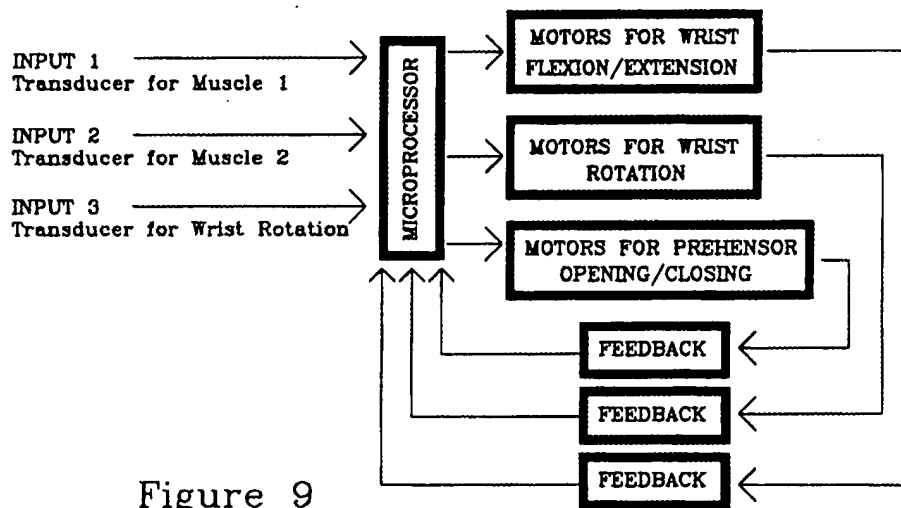 INPUT 1
Transducer for Muscle 1
INPUT 2
Transducer for Muscle 2
INPUT 3
Transducer for Wrist Rotation
MICROPROCESSOR
MOTORS FOR WRIST
FLEXION/EXTENSION
MOTORS FOR WRIST
ROTATION
MOTORS FOR PREHENSOR
OPENING/CLOSING
FEEDBACK
FEEDBACK
FEEDBACK
Figure 9